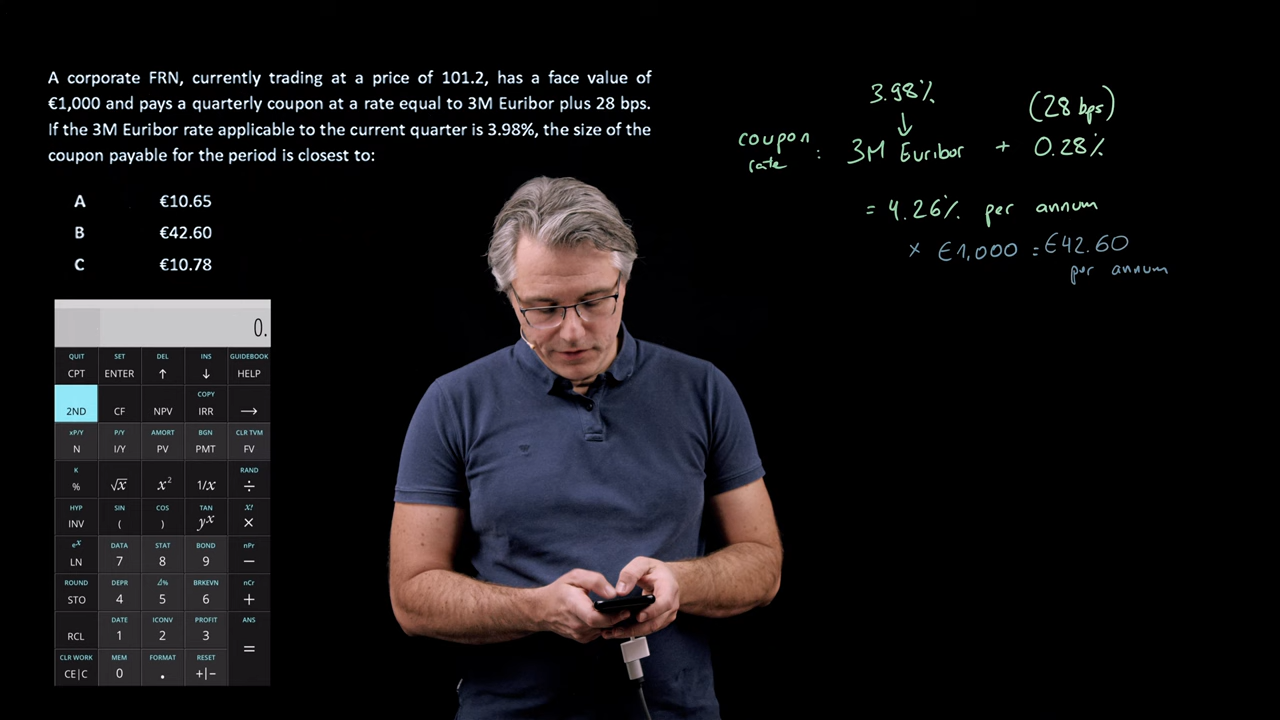 A corporate FRN, currently trading at a price of 101.2, has a face value of
€1,000 and pays a quarterly coupon at a rate equal to 3M Euribor plus 28 bps.
If the 3M Euribor rate applicable to the current quarter is 3.98%, the size of the
coupon payable for the period is closest to:
A €10.65
B €42.60
C €10.78
3.98%
(28 bps)
coupon rate : 3M Euribor + 0.28%
= 4.26% per annum
× €1,000 = €42.60
per annum
0.
QUIT SET DEL INS GUIDEBOOK
CPT ENTER ↑ ↓ HELP
COPY
2ND CF NPV IRR →
xP/Y P/Y AMORT BGN CLR TVM
N I/Y PV PMT FV
K RAND
% √x x² 1/x ÷
HYP SIN COS TAN x!
INV ( ) yˣ ×
eˣ DATA STAT BOND nPr
LN 7 8 9 −
ROUND DEPR Δ% BRKEVN nCr
STO 4 5 6 +
DATE ICONV PROFIT ANS
RCL 1 2 3 =
CLR WORK MEM FORMAT RESET
CE|C 0 . +|−